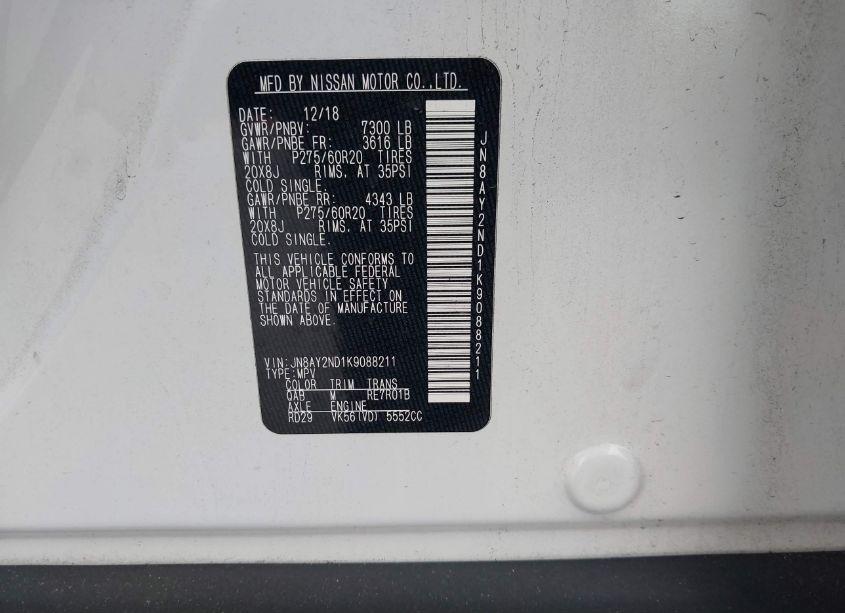 MFD BY NISSAN MOTOR CO.,LTD.
DATE: 12/18
GVWR/PNBV: 7300 LB
GAWR/PNBE FR: 3616 LB
WITH P275/60R20 TIRES
20X8J RIMS. AT 35PSI
COLD SINGLE.
GAWR/PNBE RR: 4343 LB
WITH P275/60R20 TIRES
20X8J RIMS. AT 35PSI
COLD SINGLE.
THIS VEHICLE CONFORMS TO
ALL APPLICABLE FEDERAL
MOTOR VEHICLE SAFETY
STANDARDS IN EFFECT ON
THE DATE OF MANUFACTURE
SHOWN ABOVE.
VIN:JN8AY2ND1K9088211
TYPE:MPV
COLOR TRIM TRANS
QAB M RE7R01B
AXLE ENGINE
RD29 VK56(VD) 5552CC
JN8AY2ND1K9088211